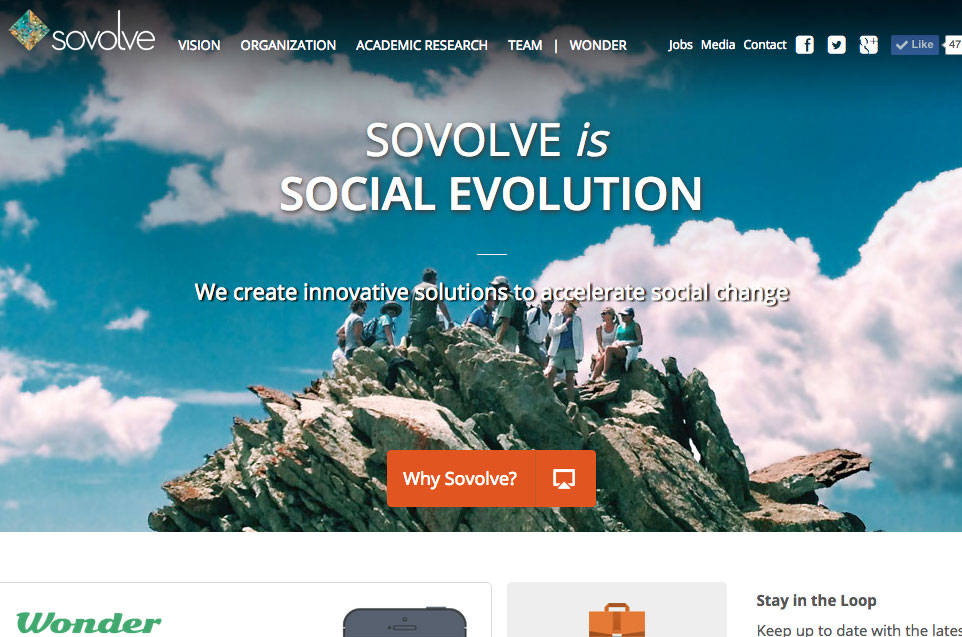 sovolve
VISION ORGANIZATION ACADEMIC RESEARCH TEAM | WONDER
Jobs Media Contact
Like 47
SOVOLVE is
SOCIAL EVOLUTION
We create innovative solutions to accelerate social change
Why Sovolve?
Wonder
Stay in the Loop
Keep up to date with the lates